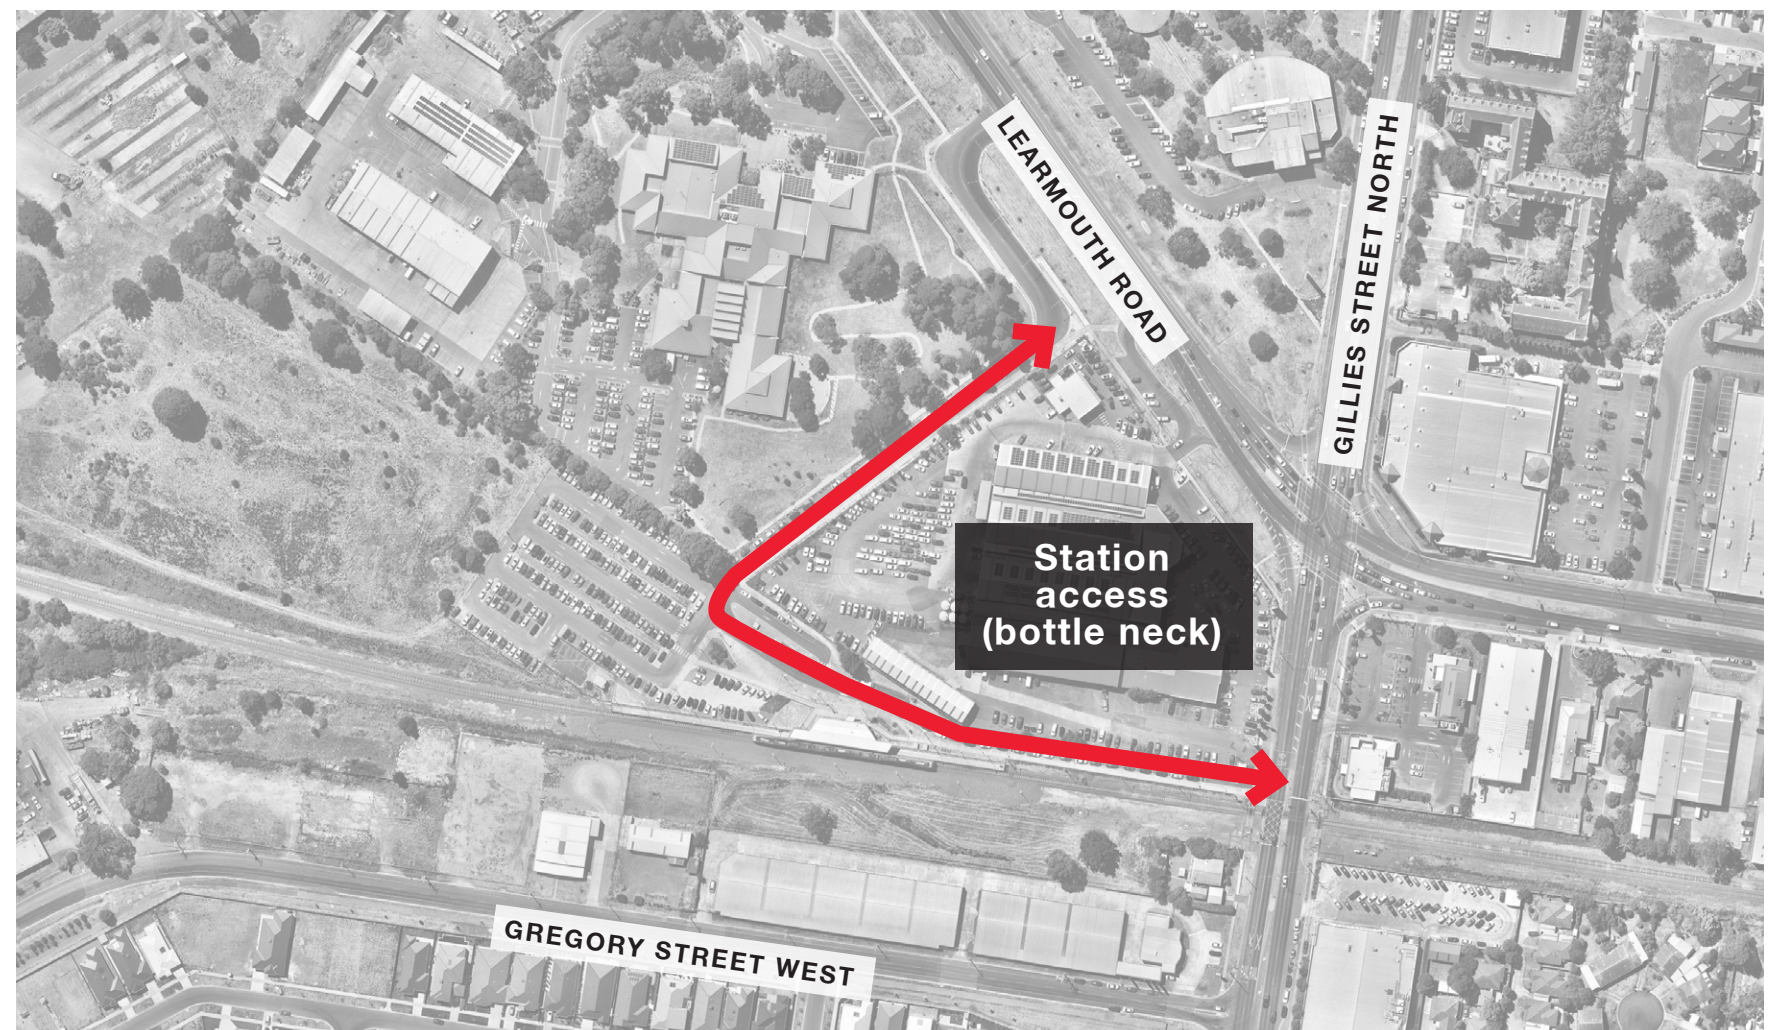 LEARMOUTH ROAD
GILLIES STREET NORTH
Station
access
(bottle neck)
GREGORY STREET WEST